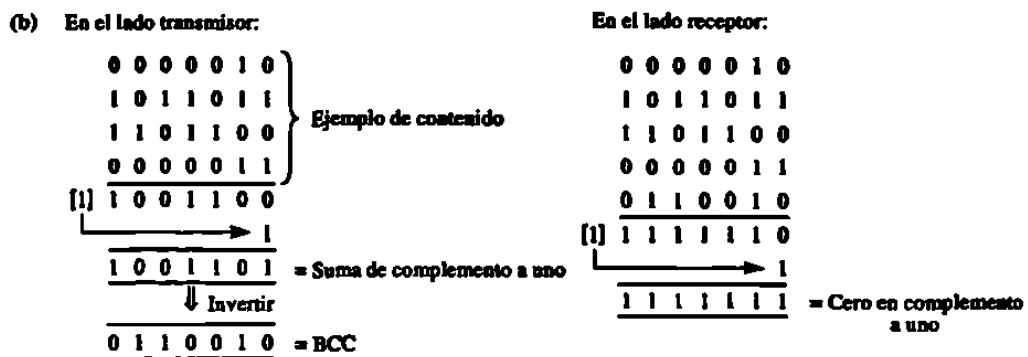 (b) En el lado transmisor:
0 0 0 0 0 1 0
1 0 1 1 0 1 1
1 1 0 1 1 0 0
0 0 0 0 0 1 1
Ejemplo de contenido
[1] 1 0 0 1 1 0 0
1
1 0 0 1 1 0 1 = Suma de complemento a uno
Invertir
0 1 1 0 0 1 0 = BCC
En el lado receptor:
0 0 0 0 0 1 0
1 0 1 1 0 1 1
1 1 0 1 1 0 0
0 0 0 0 0 1 1
0 1 1 0 0 1 0
[1] 1 1 1 1 1 1 0
1
1 1 1 1 1 1 1 = Cero en complemento
a uno